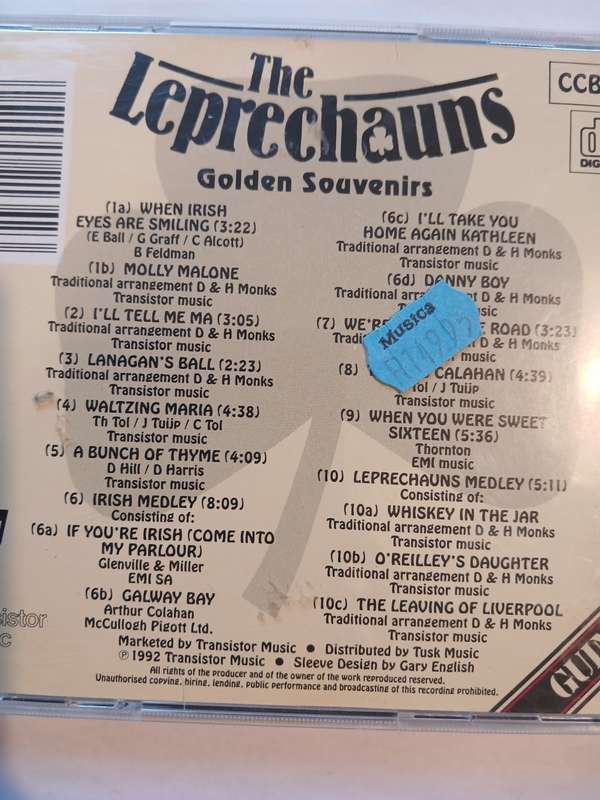 The
Leprechauns
Golden Souvenirs
(1a) WHEN IRISH
EYES ARE SMILING (3:22)
(E Ball / G Graff / C Alcott)
B Feldman
(1b) MOLLY MALONE
Traditional arrangement D & H Monks
Transistor music
(2) I'LL TELL ME MA (3:05)
Traditional arrangement D & H Monks
Transistor music
(3) LANAGAN'S BALL (2:23)
Traditional arrangement D & H Monks
Transistor music
(4) WALTZING MARIA (4:38)
Th Tol / J Tuijp / C Tol
Transistor music
(5) A BUNCH OF THYME (4:09)
D Hill / D Harris
Transistor music
(6) IRISH MEDLEY (8:09)
Consisting of:
(6a) IF YOU'RE IRISH (COME INTO
MY PARLOUR)
Glenville & Miller
EMI SA
(6b) GALWAY BAY
Arthur Colahan
McCullogh Pigott Ltd.
(6c) I'LL TAKE YOU
HOME AGAIN KATHLEEN
Traditional arrangement D & H Monks
Transistor music
(6d) DANNY BOY
Traditional D & H Monks
Transistor music
(7) ROAD (3:23)
D & H Monks
music
(8) CALAHAN (4:39)
Tol / J Tuijp
Transistor music
(9) WHEN YOU WERE SWEET
SIXTEEN (5:36)
Thornton
EMI music
(10) LEPRECHAUNS MEDLEY (5:11)
Consisting of:
(10a) WHISKEY IN THE JAR
Traditional arrangement D & H Monks
Transistor music
(10b) O'REILLEY'S DAUGHTER
Traditional arrangement D & H Monks
Transistor music
(10c) THE LEAVING OF LIVERPOOL
Traditional arrangement D & H Monks
Transistor music
Marketed by Transistor Music ● Distributed by Tusk Music
℗ 1992 Transistor Music ● Sleeve Design by Gary English
All rights of the producer and of the owner of the work reproduced reserved.
Unauthorised copying, hiring, lending, public performance and broadcasting of this recording prohibited.
Musica
CCB